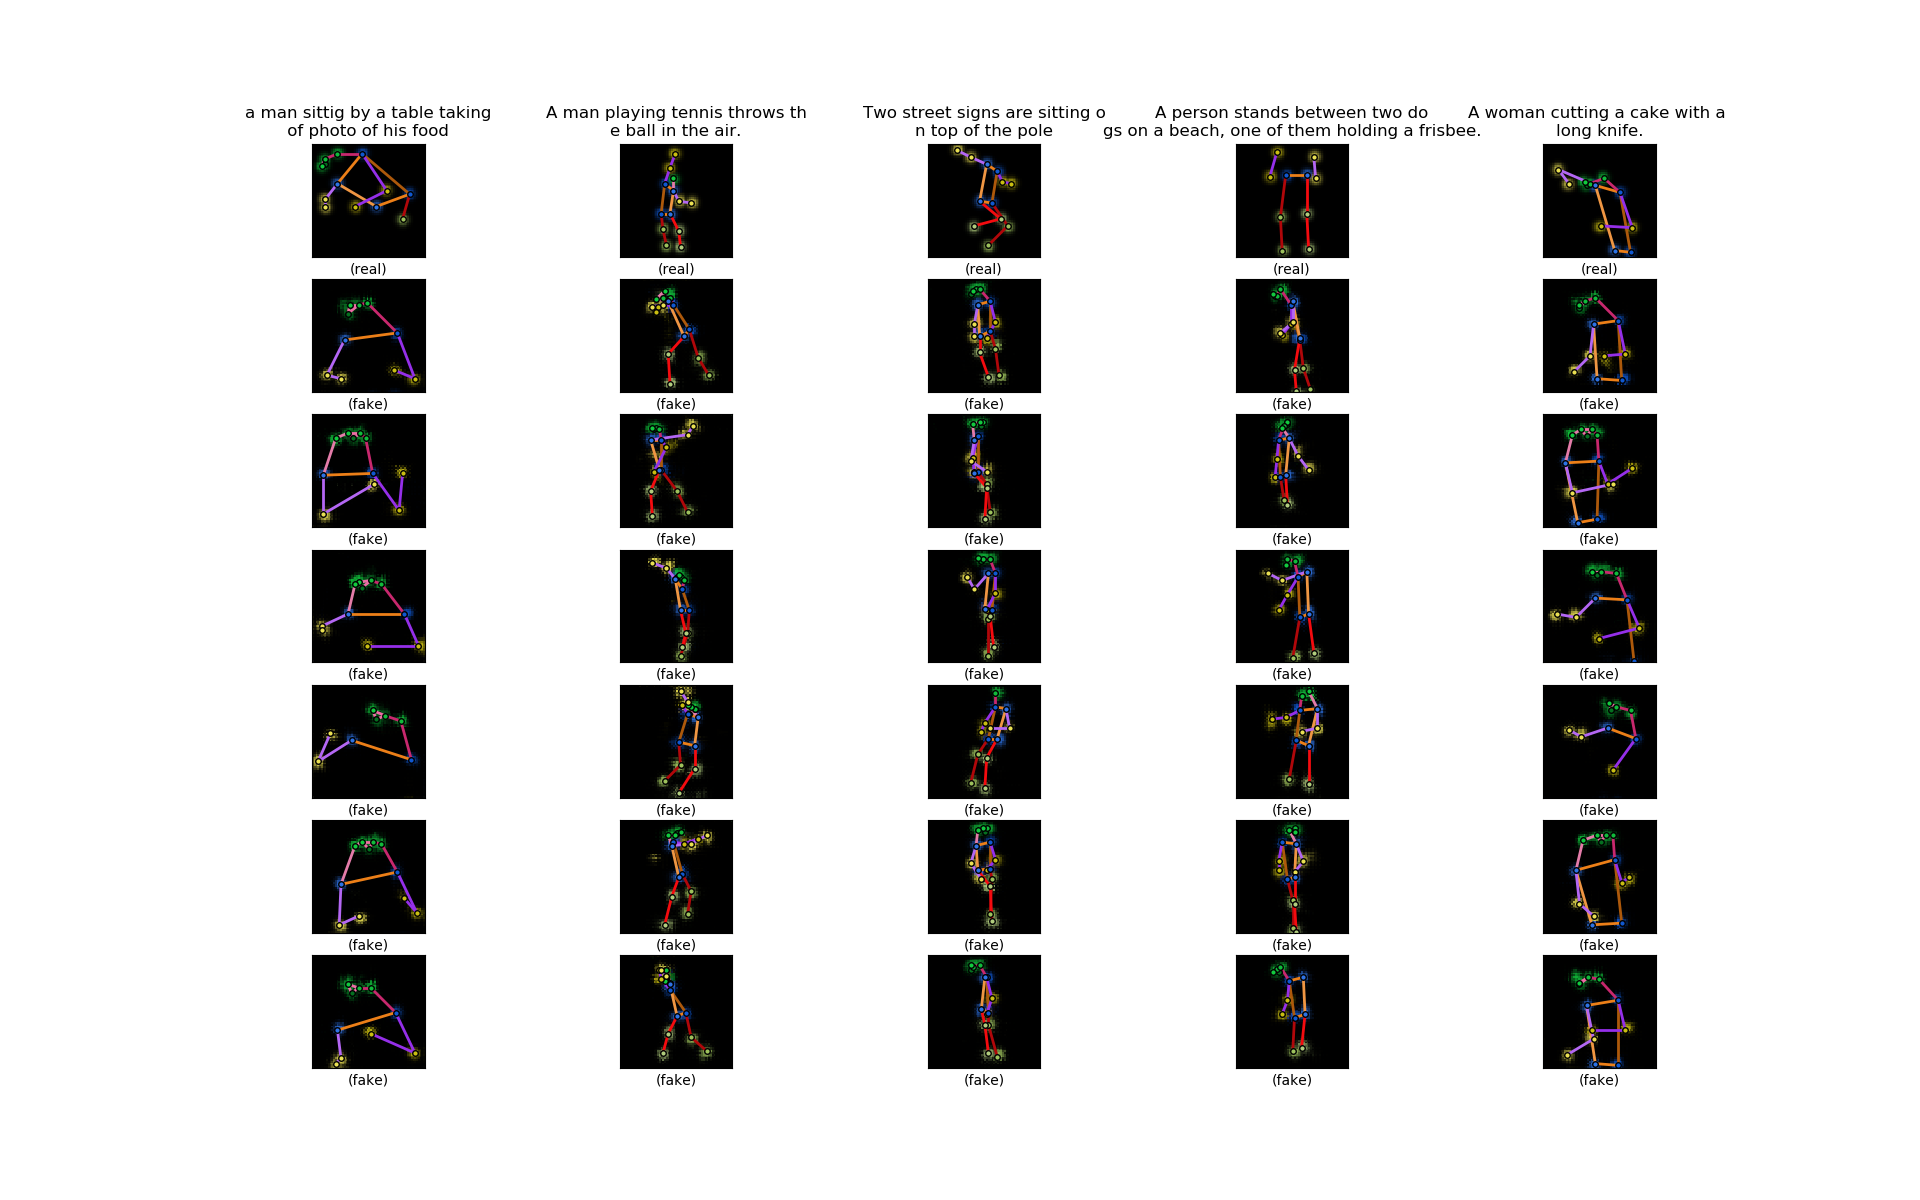 a man sittig by a table taking
of photo of his food
A man playing tennis throws th
e ball in the air.
Two street signs are sitting o
n top of the pole
A person stands between two do
gs on a beach, one of them holding a frisbee.
A woman cutting a cake with a
long knife.
(real) (real) (real) (real) (real)
(fake) (fake) (fake) (fake) (fake)
(fake) (fake) (fake) (fake) (fake)
(fake) (fake) (fake) (fake) (fake)
(fake) (fake) (fake) (fake) (fake)
(fake) (fake) (fake) (fake) (fake)
(fake) (fake) (fake) (fake) (fake)